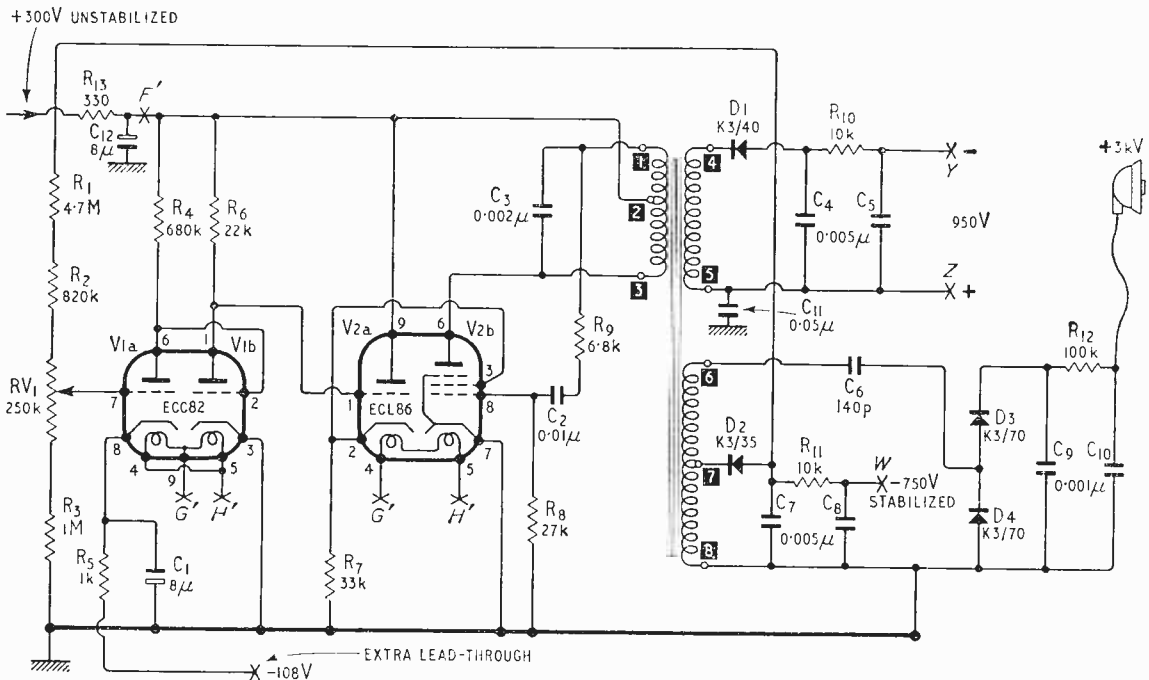 +300V UNSTABILIZED
R13
330
F'
C12
8μ
R1
4·7M
R4
680k
R6
22k
R2
820k
C3
0·002μ
1
2
3
4
5
D1
K3/40
R10
10k
Y
−
C4
0·005μ
C5
950V
Z
+
C11
0·05μ
+3kV
V1a
6
1
V1b
7
ECC82
2
8
4
9
5
3
G'
H'
RV1
250k
V2a
9
6
V2b
1
ECL86
3
8
2
4
5
7
G'
H'
C2
0·01μ
R9
6·8k
6
7
8
C6
140p
D2
K3/35
R11
10k
W
−750V
STABILIZED
C7
0·005μ
C8
D3
K3/70
D4
K3/70
R12
100k
C9
0·001μ
C10
R3
1M
R5
1k
C1
8μ
R7
33k
R8
27k
−108V
EXTRA LEAD-THROUGH